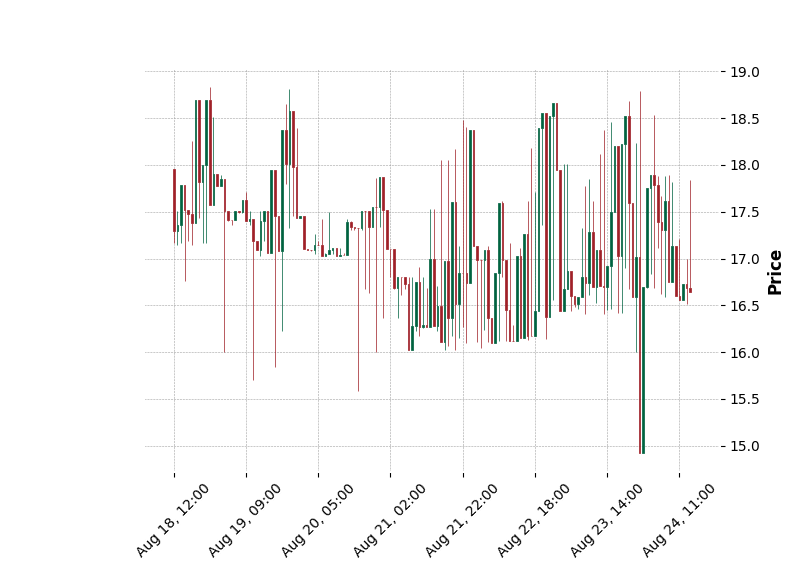 19.0
18.5
18.0
17.5
17.0
16.5
16.0
15.5
15.0
Price
Aug 18, 12:00
Aug 19, 09:00
Aug 20, 05:00
Aug 21, 02:00
Aug 21, 22:00
Aug 22, 18:00
Aug 23, 14:00
Aug 24, 11:00